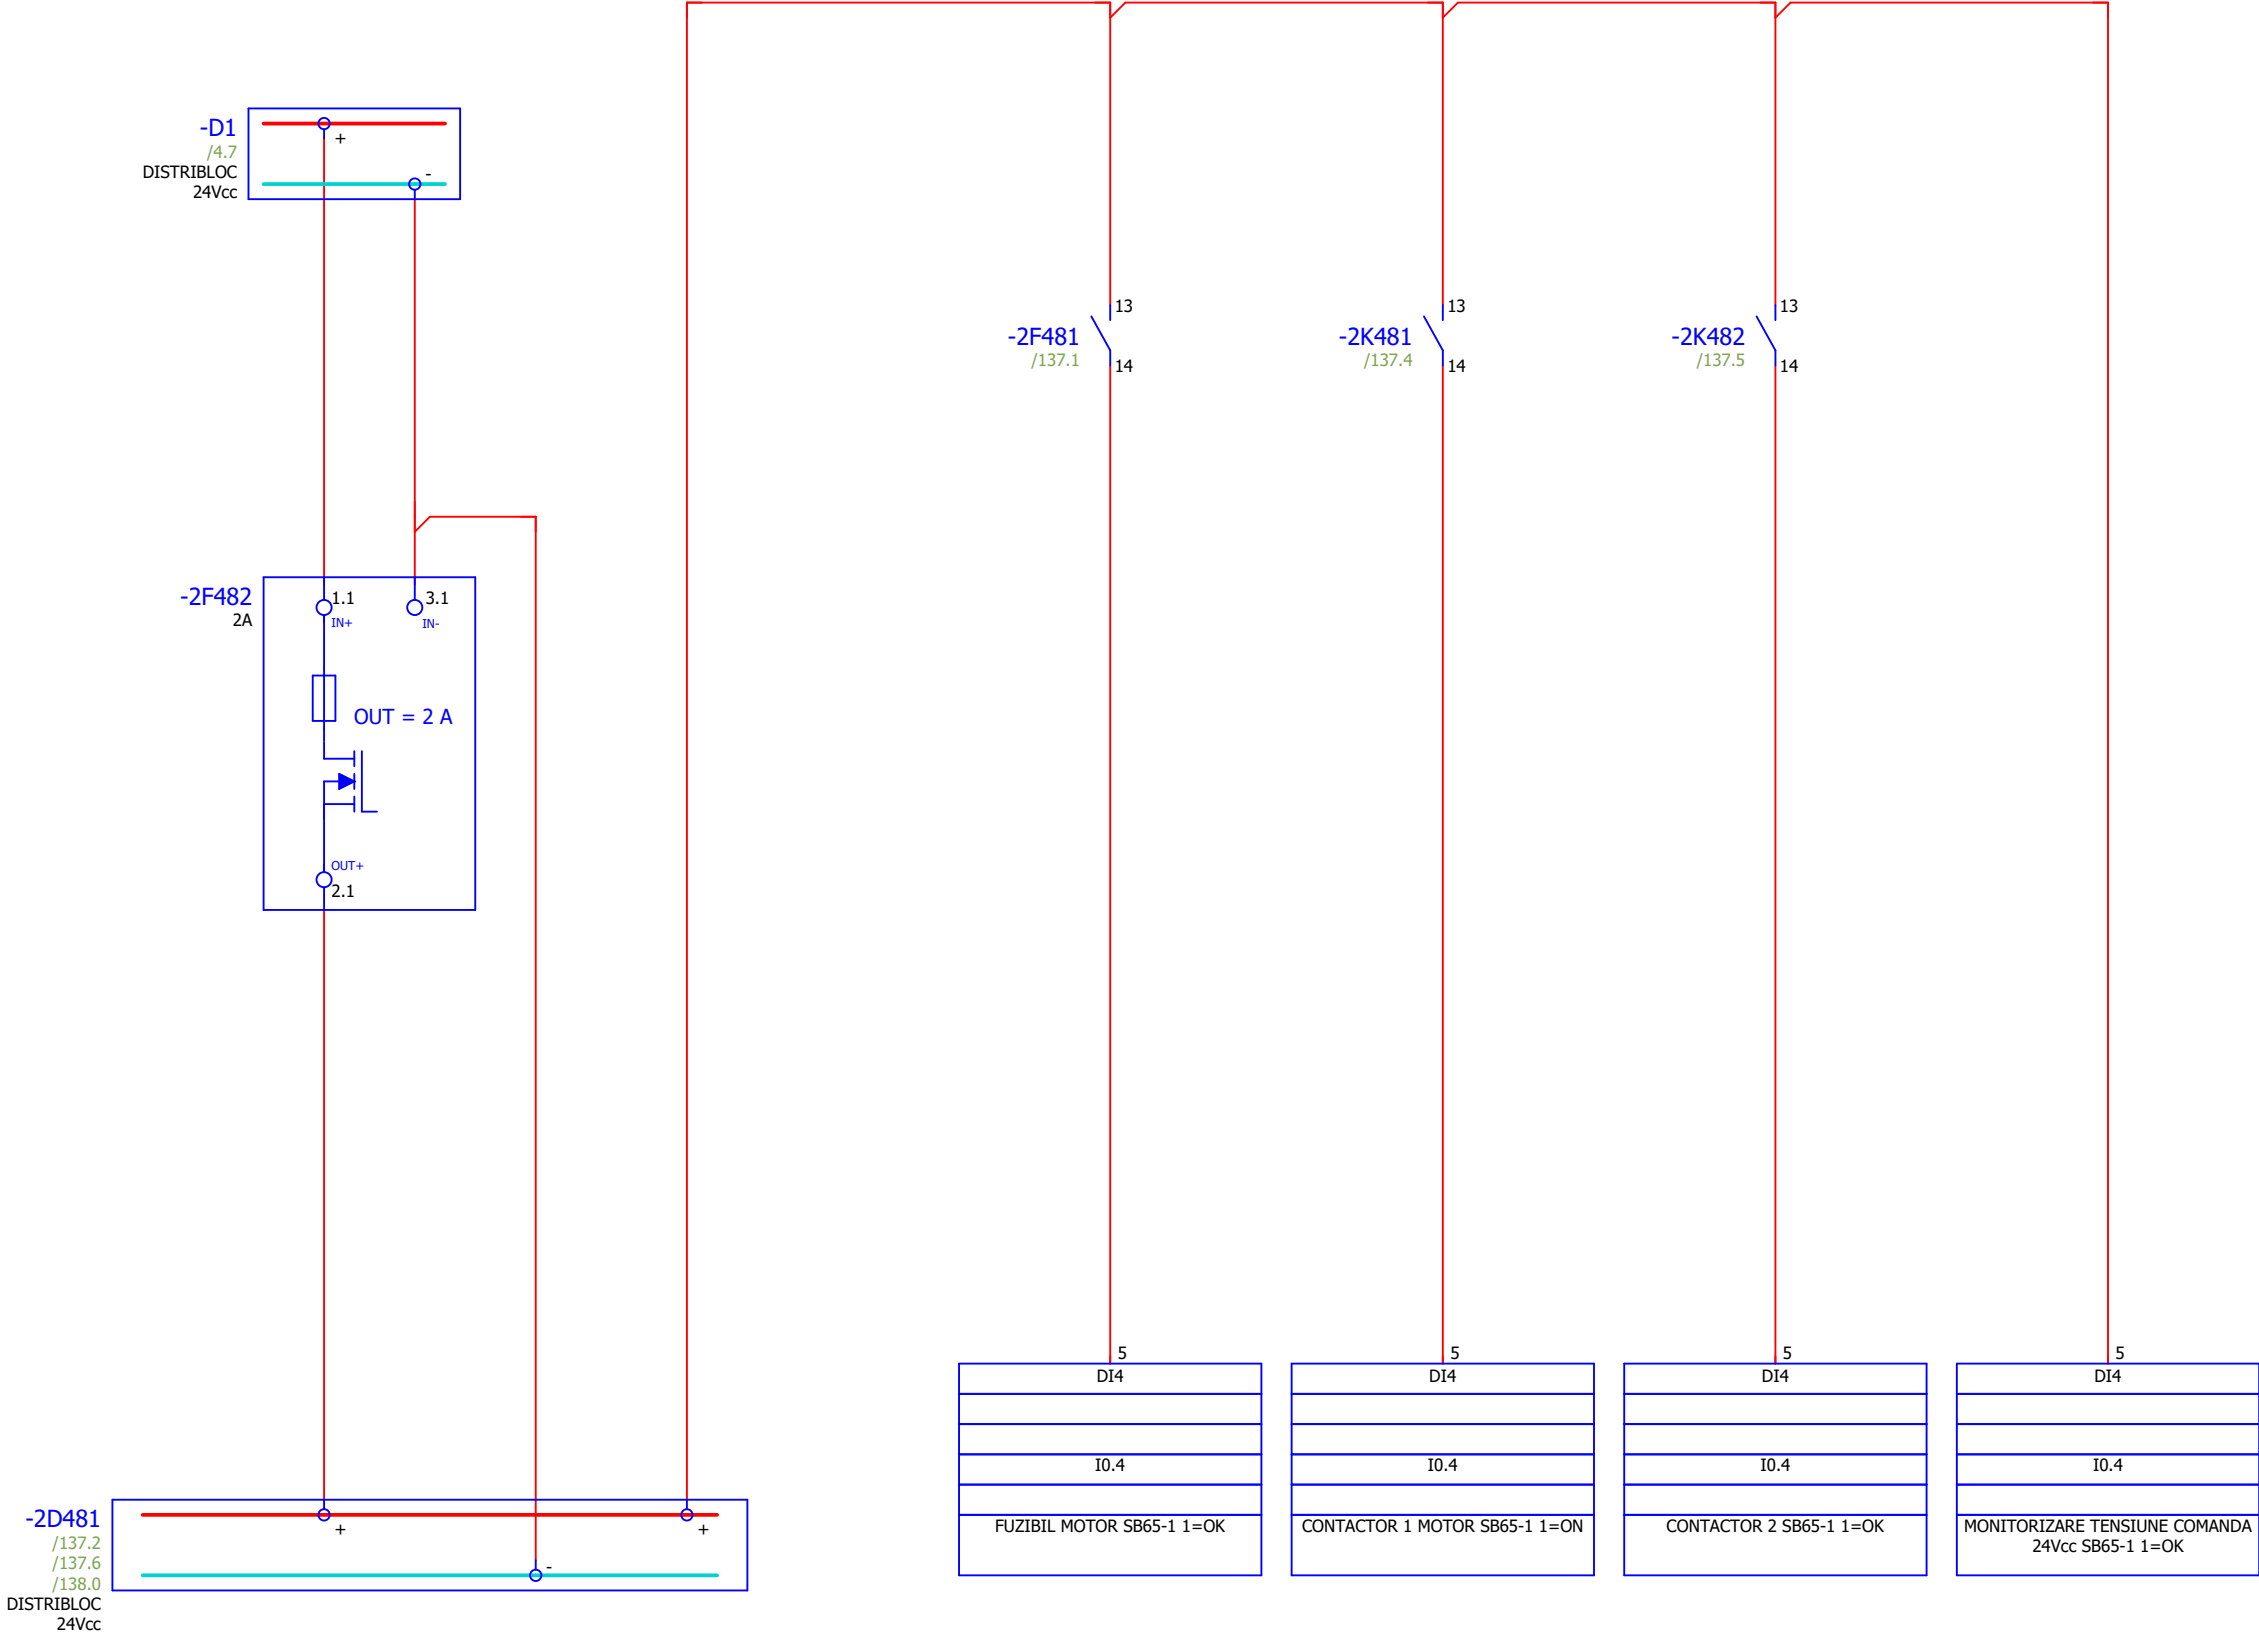 -D1
/4.7
DISTRIBLOC
24Vcc
+
-
-2F481
/137.1
13
14
-2K481
/137.4
13
14
-2K482
/137.5
13
14
-2F482
2A
1.1
IN+
3.1
IN-
OUT = 2 A
OUT+
2.1
5
DI4
I0.4
FUZIBIL MOTOR SB65-1 1=OK
5
DI4
I0.4
CONTACTOR 1 MOTOR SB65-1 1=ON
5
DI4
I0.4
CONTACTOR 2 SB65-1 1=OK
5
DI4
I0.4
MONITORIZARE TENSIUNE COMANDA
24Vcc SB65-1 1=OK
-2D481
/137.2
/137.6
/138.0
DISTRIBLOC
24Vcc
+
-
+